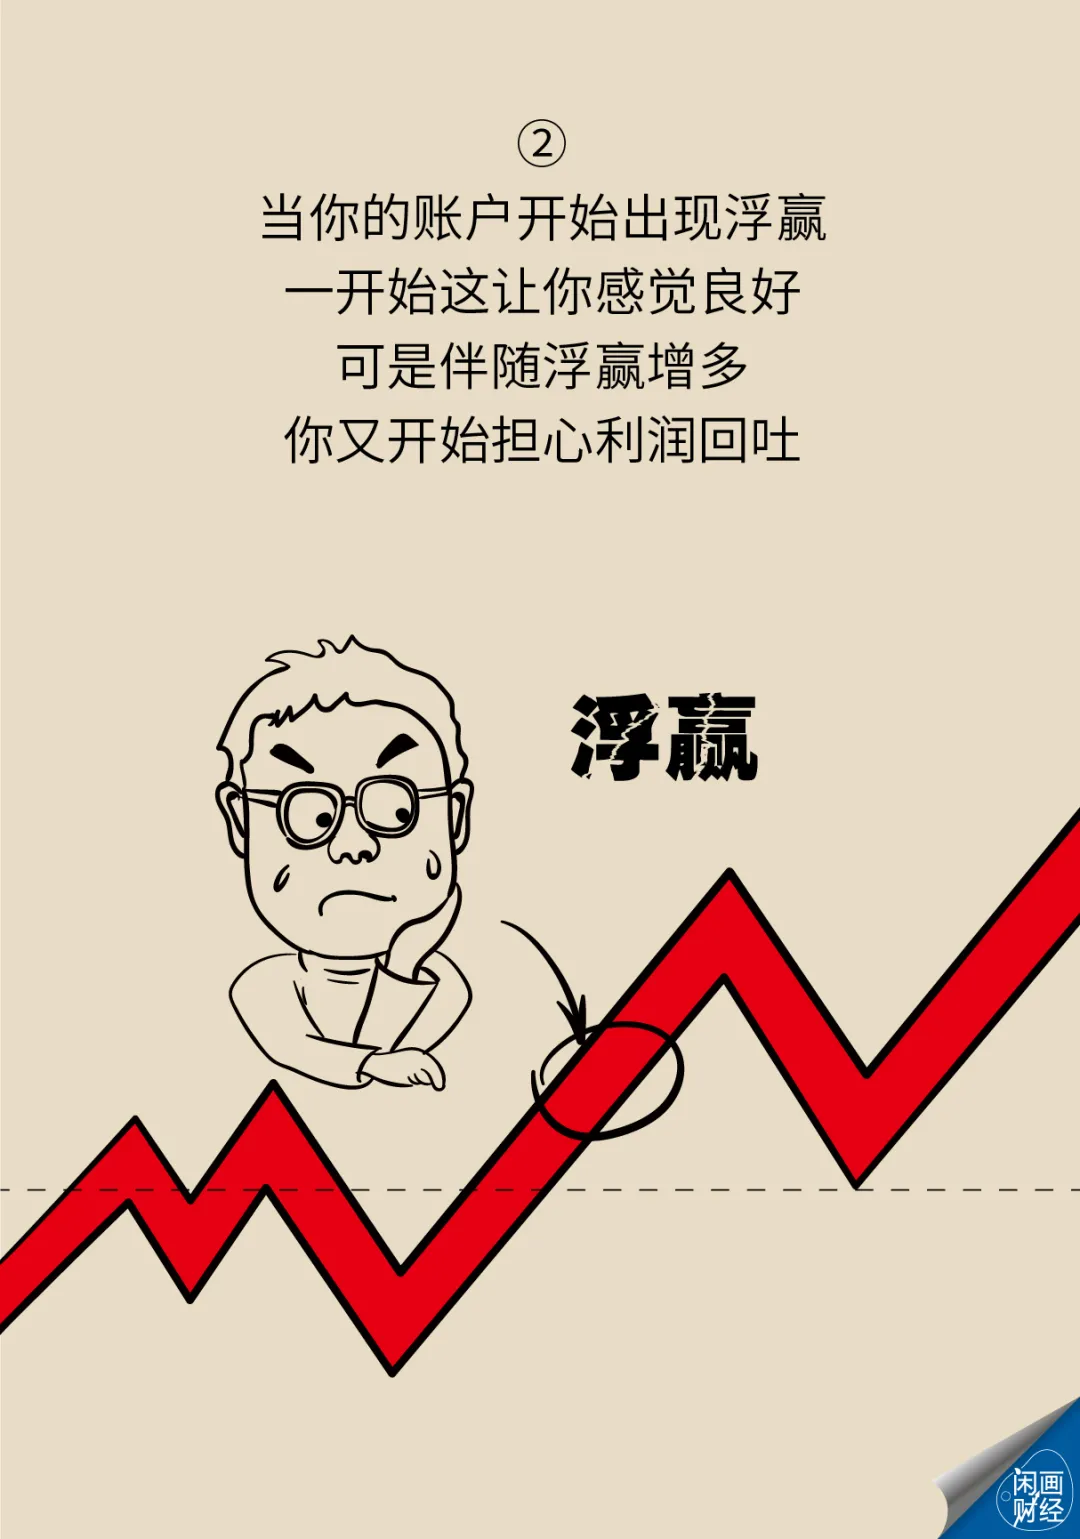 ②
当你的账户开始出现浮赢
一开始这让你感觉良好
可是伴随浮赢增多
你又开始担心利润回吐
浮赢
闲画
财经